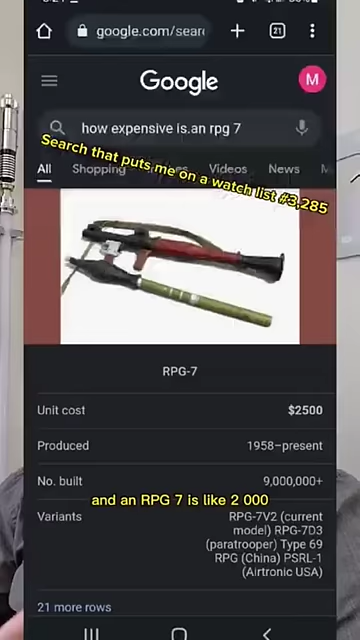 google.com/sear
21
Google
M
how expensive is.an rpg 7
Search that puts me on a watch list #3,285
All Shopping Videos News
RPG-7
Unit cost $2500
Produced 1958–present
No. built 9,000,000+
and an RPG 7 is like 2 000
Variants RPG-7V2 (current
model) RPG-7D3
(paratrooper) Type 69
RPG (China) PSRL-1
(Airtronic USA)
21 more rows